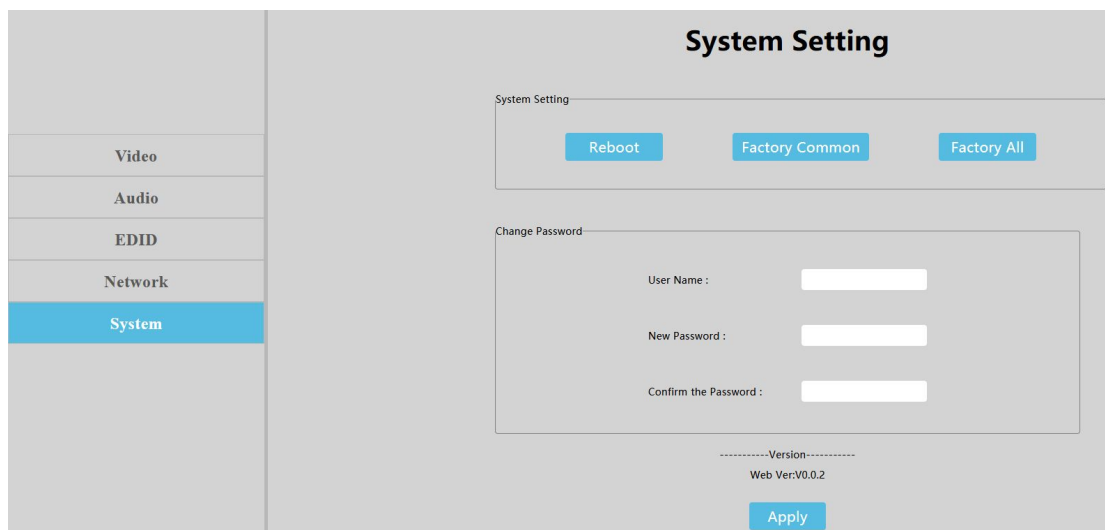 System Setting
System Setting
Reboot Factory Common Factory All
Video
Audio
EDID
Network
System
Change Password
User Name :
New Password :
Confirm the Password :
-----------Version-----------
Web Ver:V0.0.2
Apply